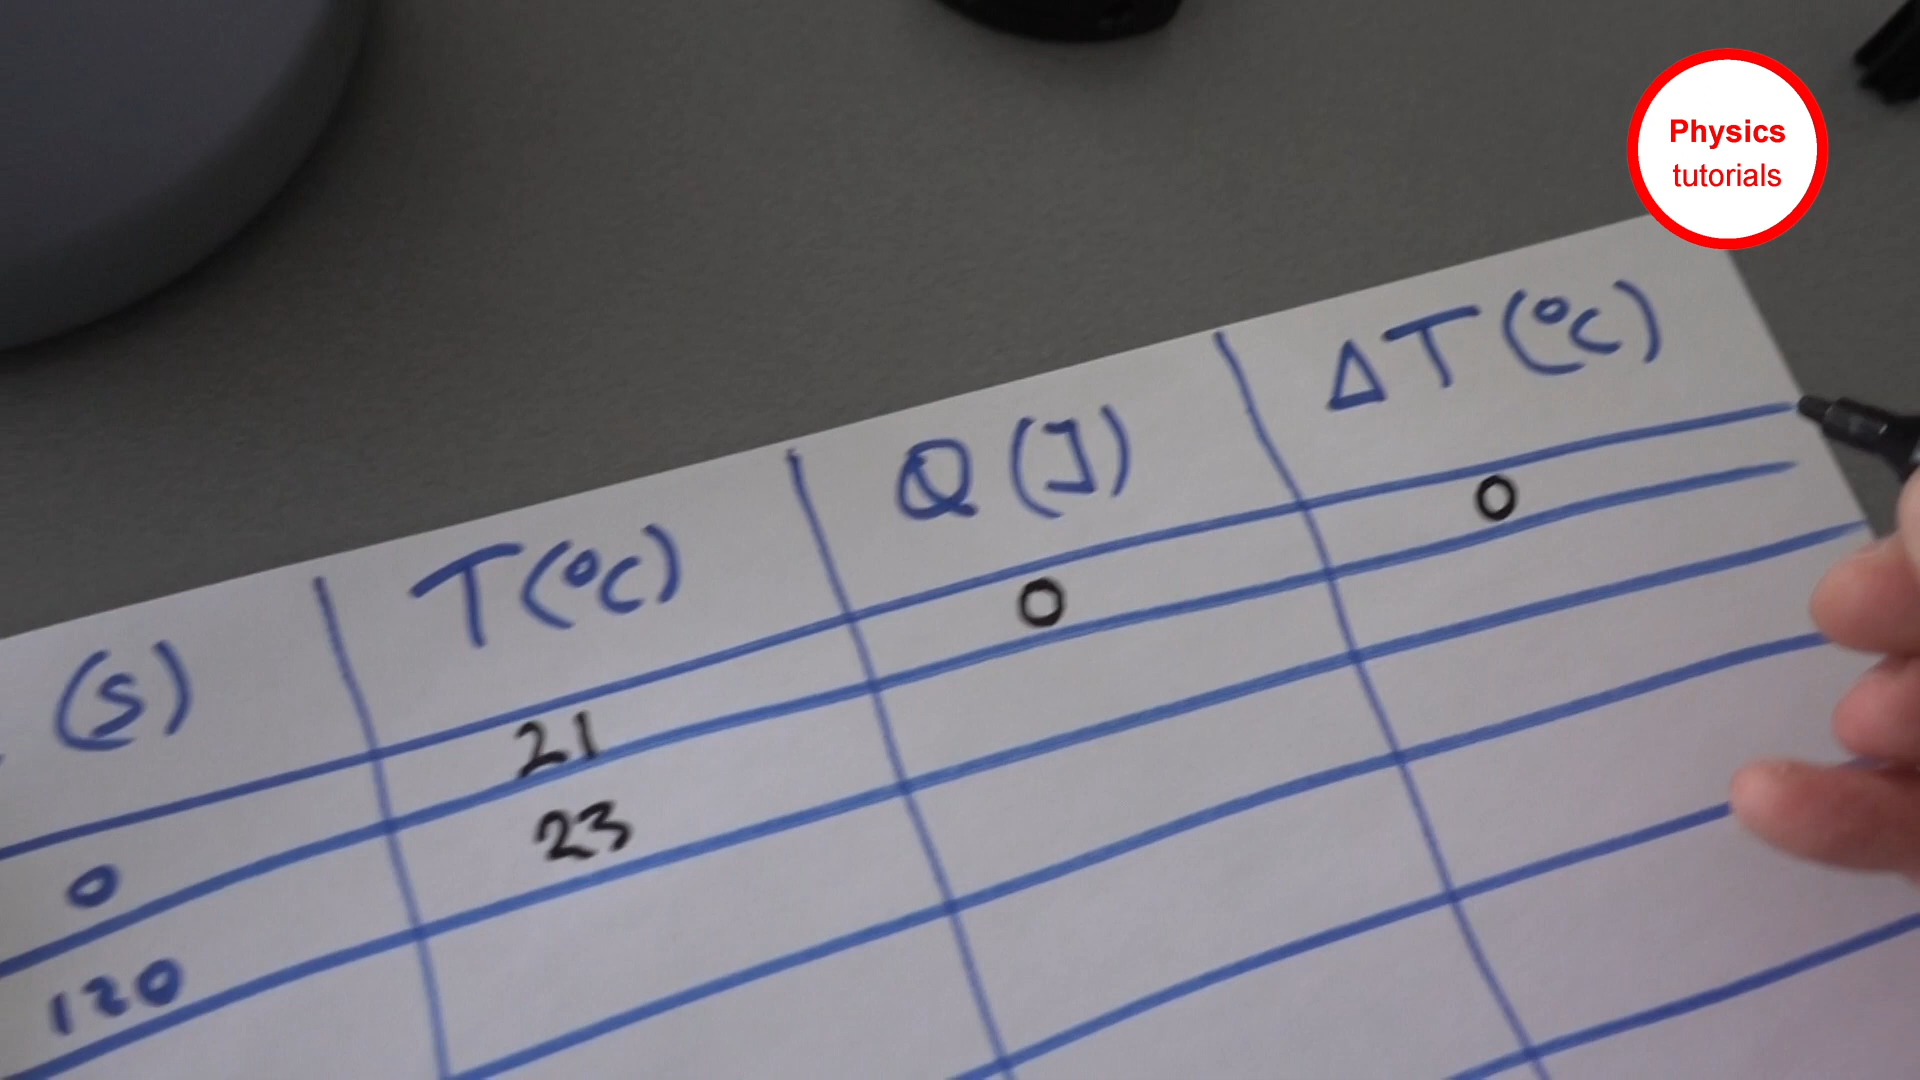 Physics
tutorials
(s) T(°C) Q (J) ΔT (°C)
0 21 0 0
120 23